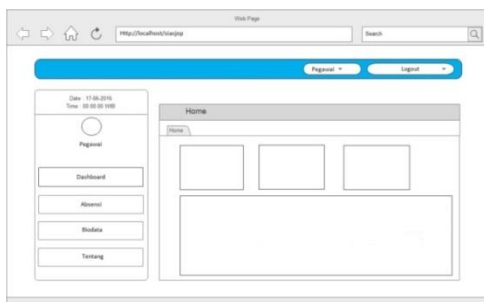 Web Page
Http://localhost/siasjep
Search
Pegawai
Logout
Date : 17-06-2016
Time : 00:00:00 WIB
Pegawai
Home
Home
Dashboard
Absensi
Biodata
Tentang